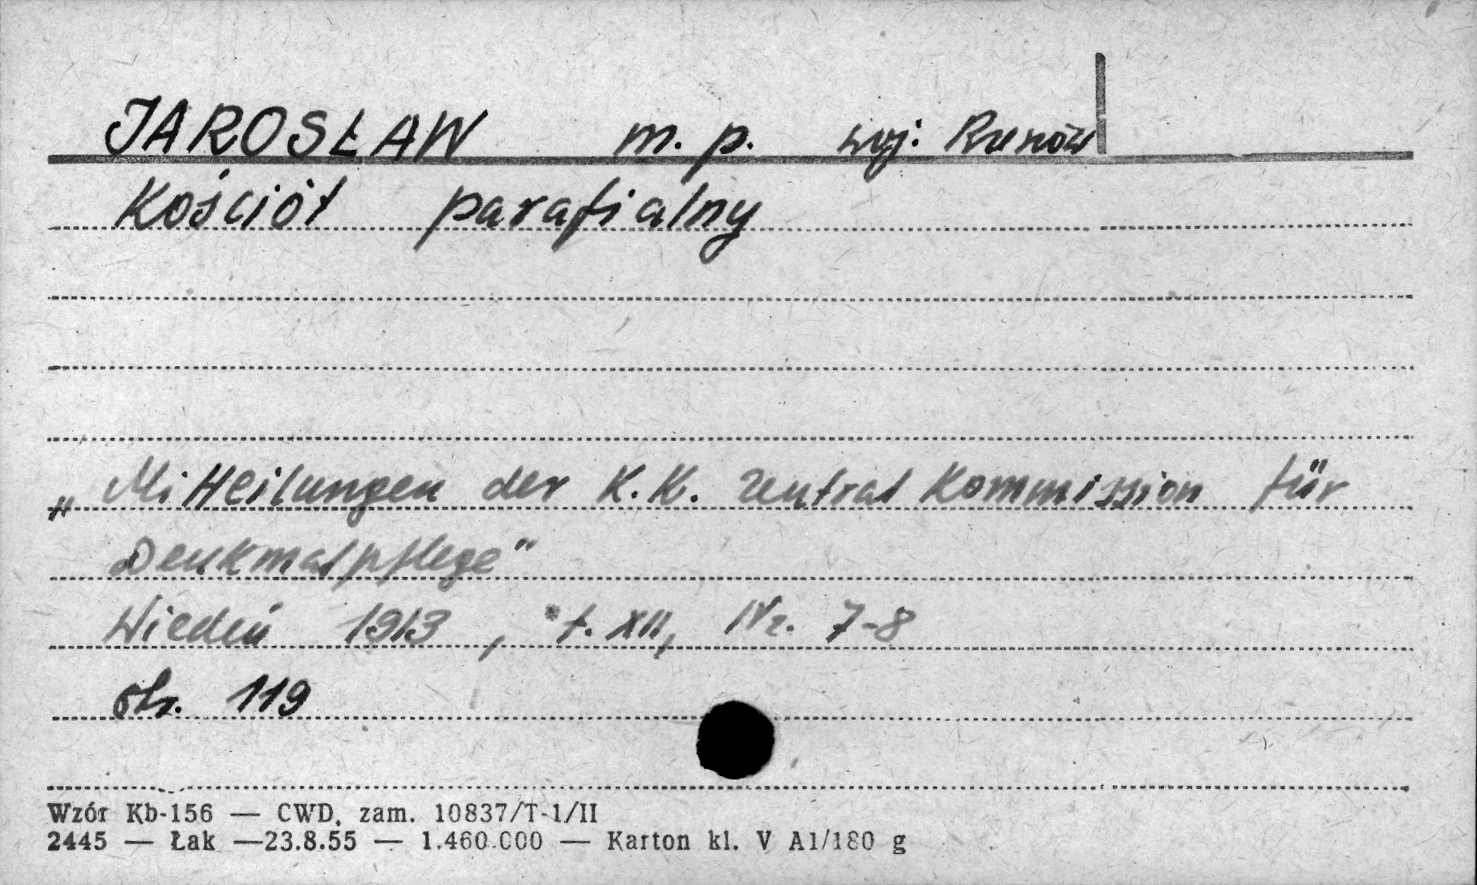 JAROSŁAW m. p. woj. Rzeszów
Kościół parafialny
„Mitteilungen der K.K. Zentral Kommission für
Denkmalpflege"
Wiedeń 1913, t. XII, Nr. 7-8
str. 119
Wzór Kb-156 — CWD, zam. 10837/T-1/II
2445 — Łak —23.8.55 — 1.460.000 — Karton kl. V A1/180 g